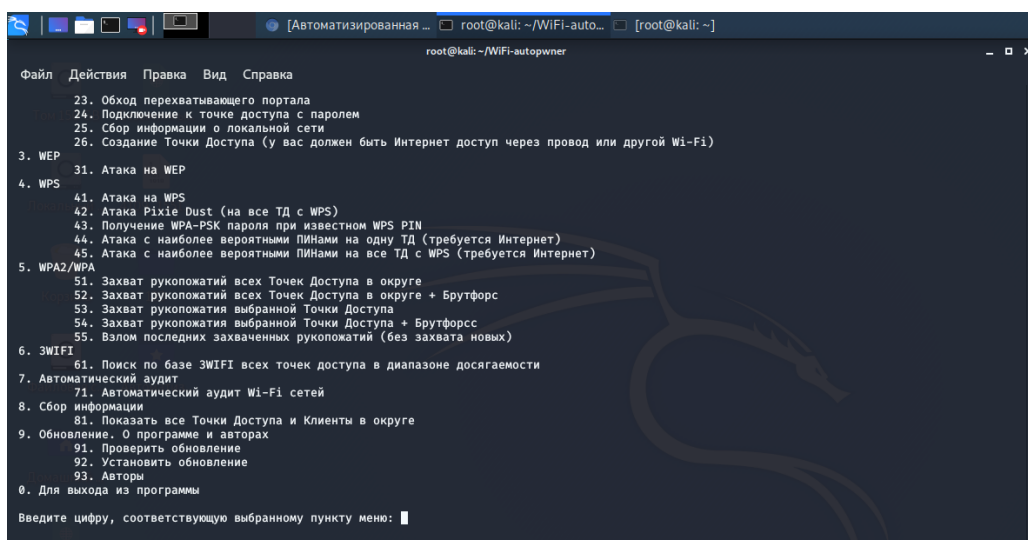 [Автоматизированная ... root@kali: ~/WiFi-auto... [root@kali: ~]
root@kali: ~/WiFi-autopwner
Файл Действия Правка Вид Справка
23. Обход перехватывающего портала
24. Подключение к точке доступа с паролем
25. Сбор информации о локальной сети
26. Создание Точки Доступа (у вас должен быть Интернет доступ через провод или другой Wi-Fi)
3. WEP
31. Атака на WEP
4. WPS
41. Атака на WPS
42. Атака Pixie Dust (на все ТД с WPS)
43. Получение WPA-PSK пароля при известном WPS PIN
44. Атака с наиболее вероятными ПИНами на одну ТД (требуется Интернет)
45. Атака с наиболее вероятными ПИНами на все ТД с WPS (требуется Интернет)
5. WPA2/WPA
51. Захват рукопожатий всех Точек Доступа в округе
52. Захват рукопожатий всех Точек Доступа в округе + Брутфорс
53. Захват рукопожатия выбранной Точки Доступа
54. Захват рукопожатия выбранной Точки Доступа + Брутфорсс
55. Взлом последних захваченных рукопожатий (без захвата новых)
6. 3WIFI
61. Поиск по базе 3WIFI всех точек доступа в диапазоне досягаемости
7. Автоматический аудит
71. Автоматический аудит Wi-Fi сетей
8. Сбор информации
81. Показать все Точки Доступа и Клиенты в округе
9. Обновление. О программе и авторах
91. Проверить обновление
92. Установить обновление
93. Авторы
0. Для выхода из программы
Введите цифру, соответствующую выбранному пункту меню: